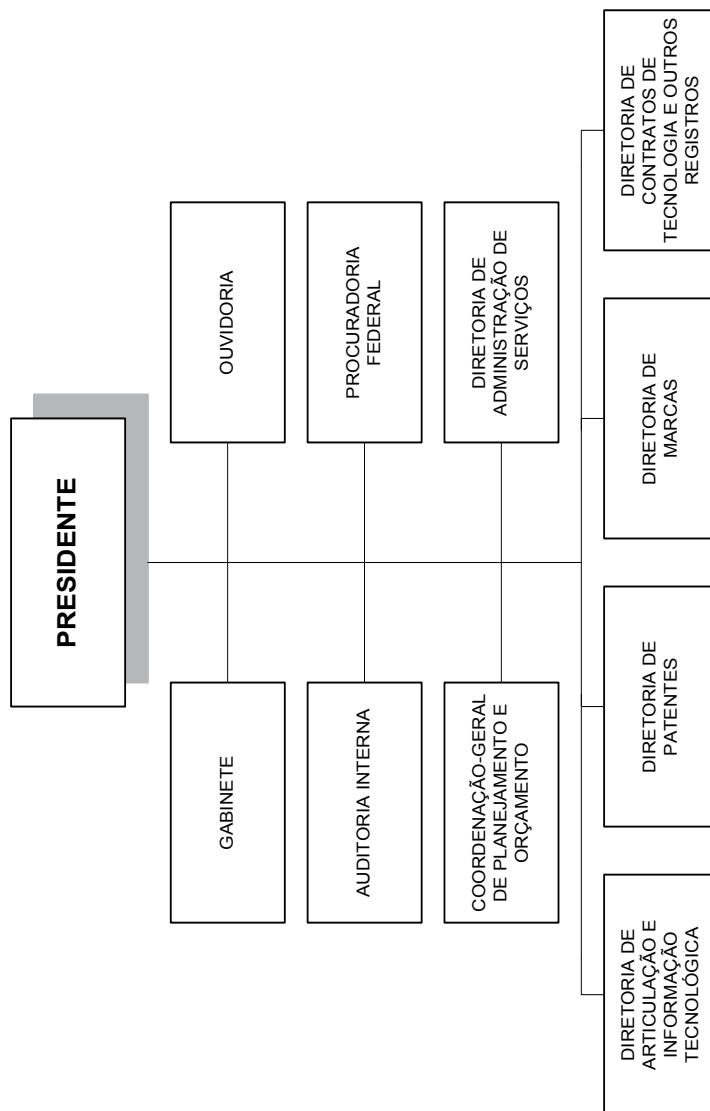 PRESIDENTE
GABINETE
OUVIDORIA
AUDITORIA INTERNA
PROCURADORIA
FEDERAL
COORDENAÇÃO-GERAL
DE PLANEJAMENTO E
ORÇAMENTO
DIRETORIA DE
ADMINISTRAÇÃO DE
SERVIÇOS
DIRETORIA DE
ARTICULAÇÃO E
INFORMAÇÃO
TECNOLÓGICA
DIRETORIA DE
PATENTES
DIRETORIA DE
MARCAS
DIRETORIA DE
CONTRATOS DE
TECNOLOGIA E OUTROS
REGISTROS